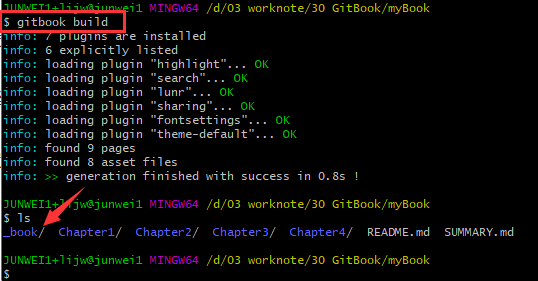 JUNWEI1+lijw@junwei1 MINGW64 /d/03 worknote/30 GitBook/myBook
$ gitbook build
info: 7 plugins are installed
info: 6 explicitly listed
info: loading plugin "highlight"... OK
info: loading plugin "search"... OK
info: loading plugin "lunr"... OK
info: loading plugin "sharing"... OK
info: loading plugin "fontsettings"... OK
info: loading plugin "theme-default"... OK
info: found 9 pages
info: found 8 asset files
info: >> generation finished with success in 0.8s !
JUNWEI1+lijw@junwei1 MINGW64 /d/03 worknote/30 GitBook/myBook
$ ls
_book/ Chapter1/ Chapter2/ Chapter3/ Chapter4/ README.md SUMMARY.md
JUNWEI1+lijw@junwei1 MINGW64 /d/03 worknote/30 GitBook/myBook
$